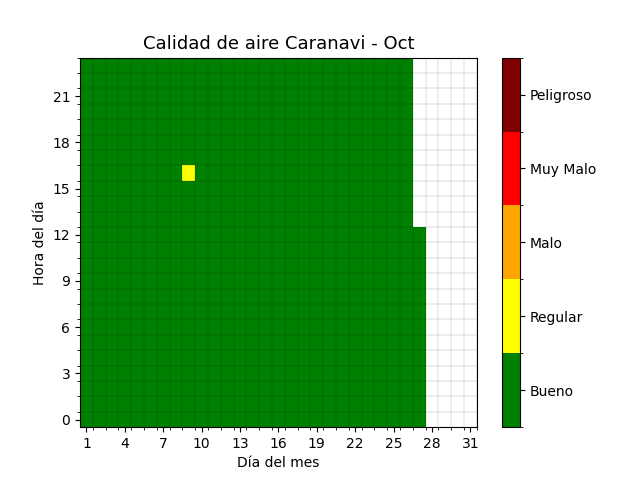 Calidad de aire Caranavi - Oct
21
18
15
12
9
6
3
0
Hora del día
1 4 7 10 13 16 19 22 25 28 31
Día del mes
Peligroso
Muy Malo
Malo
Regular
Bueno